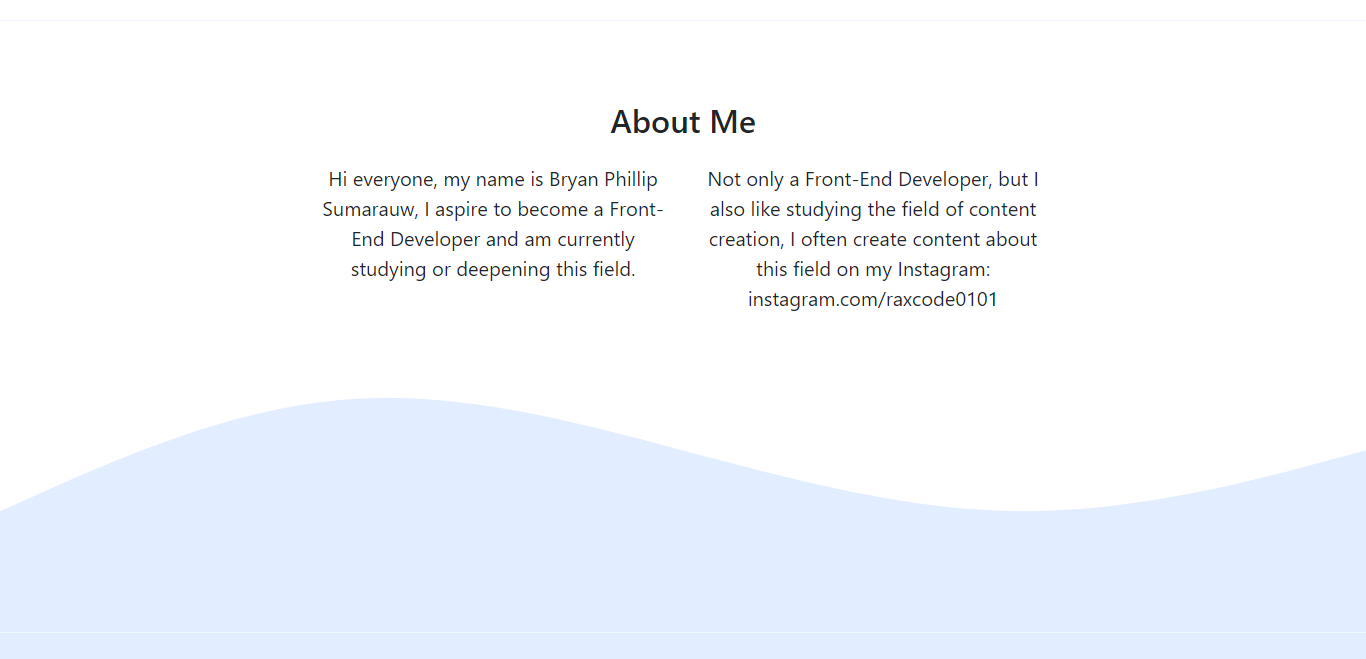 About Me
Hi everyone, my name is Bryan Phillip
Sumarauw, I aspire to become a Front-
End Developer and am currently
studying or deepening this field.
Not only a Front-End Developer, but I
also like studying the field of content
creation, I often create content about
this field on my Instagram:
instagram.com/raxcode0101